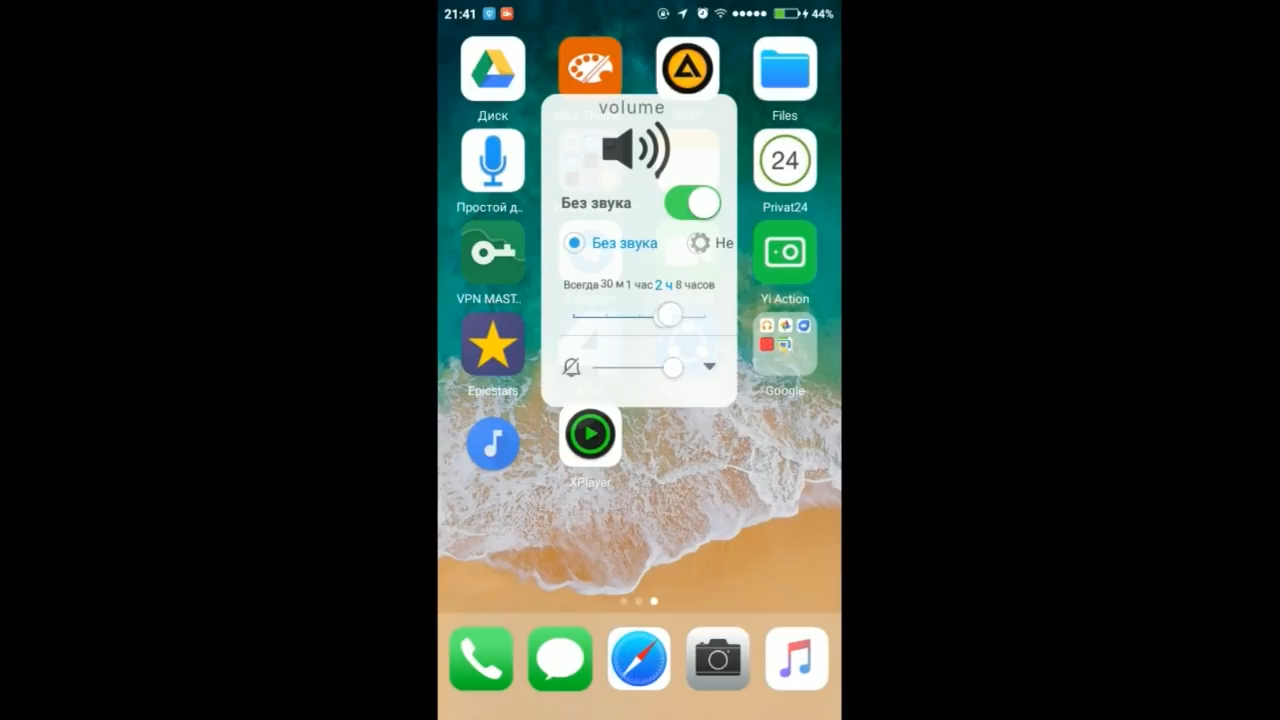 21:41
44%
volume
Диск
Files
Без звука
24
Простой д..
Privat24
Без звука
Не
Всегда 30 м 1 час 2 ч 8 часов
VPN MAST..
Yi Action
Epicstars
Google
XPlayer